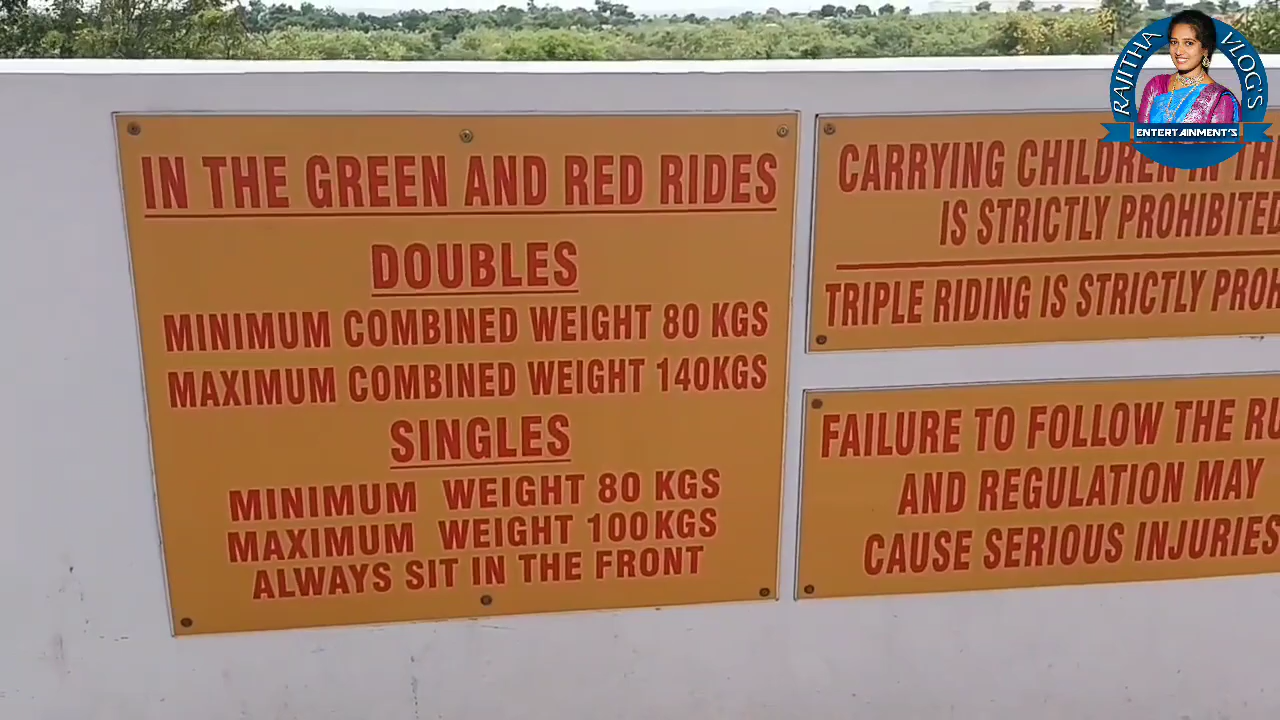 IN THE GREEN AND RED RIDES
DOUBLES
MINIMUM COMBINED WEIGHT 80 KGS
MAXIMUM COMBINED WEIGHT 140KGS
SINGLES
MINIMUM WEIGHT 80 KGS
MAXIMUM WEIGHT 100KGS
ALWAYS SIT IN THE FRONT
CARRYING CHILDREN IN THE
IS STRICTLY PROHIBITED
TRIPLE RIDING IS STRICTLY
FAILURE TO FOLLOW THE
AND REGULATION MAY
CAUSE SERIOUS INJURIES
RAJITHA VLOG'S
ENTERTAINMENT'S